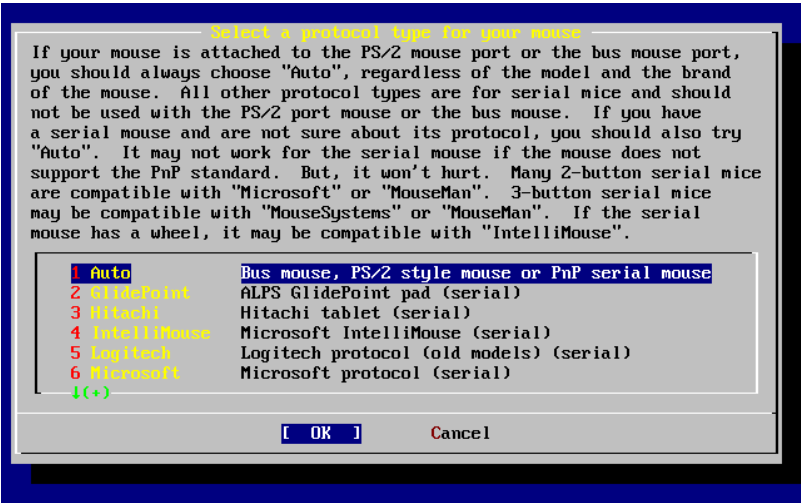 Select a protocol type for your mouse
If your mouse is attached to the PS/2 mouse port or the bus mouse port,
you should always choose "Auto", regardless of the model and the brand
of the mouse.  All other protocol types are for serial mice and should
not be used with the PS/2 port mouse or the bus mouse.  If you have
a serial mouse and are not sure about its protocol, you should also try
"Auto".  It may not work for the serial mouse if the mouse does not
support the PnP standard.  But, it won't hurt.  Many 2-button serial mice
are compatible with "Microsoft" or "MouseMan".  3-button serial mice
may be compatible with "MouseSystems" or "MouseMan".  If the serial
mouse has a wheel, it may be compatible with "IntelliMouse".
1 Auto Bus mouse, PS/2 style mouse or PnP serial mouse
2 GlidePoint ALPS GlidePoint pad (serial)
3 Hitachi Hitachi tablet (serial)
4 IntelliMouse Microsoft IntelliMouse (serial)
5 Logitech Logitech protocol (old models) (serial)
6 Microsoft Microsoft protocol (serial)
↓(+)
[ OK ] Cancel